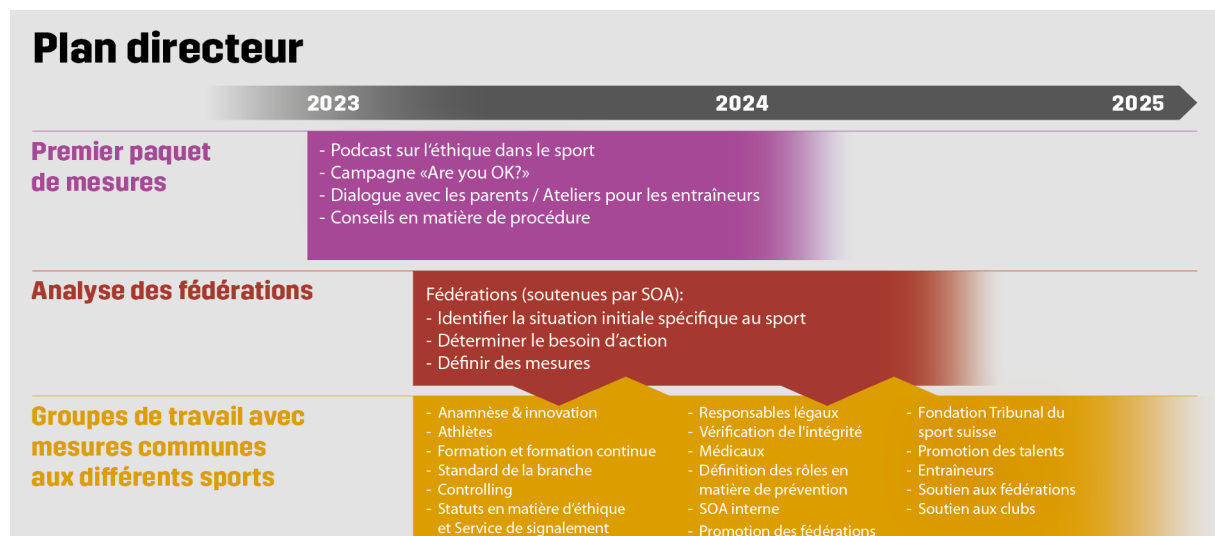 Plan directeur
2023 2024 2025
Premier paquet
de mesures
- Podcast sur l’éthique dans le sport
- Campagne «Are you OK?»
- Dialogue avec les parents / Ateliers pour les entraîneurs
- Conseils en matière de procédure
Analyse des fédérations
Fédérations (soutenues par SOA):
- Identifier la situation initiale spécifique au sport
- Déterminer le besoin d’action
- Définir des mesures
Groupes de travail avec
mesures communes
aux différents sports
- Anamnèse & innovation
- Athlètes
- Formation et formation continue
- Standard de la branche
- Controlling
- Statuts en matière d’éthique
et Service de signalement
- Responsables légaux
- Vérification de l'intégrité
- Médicaux
- Définition des rôles en
matière de prévention
- SOA interne
- Promotion des fédérations
- Fondation Tribunal du
sport suisse
- Promotion des talents
- Entraîneurs
- Soutien aux fédérations
- Soutien aux clubs